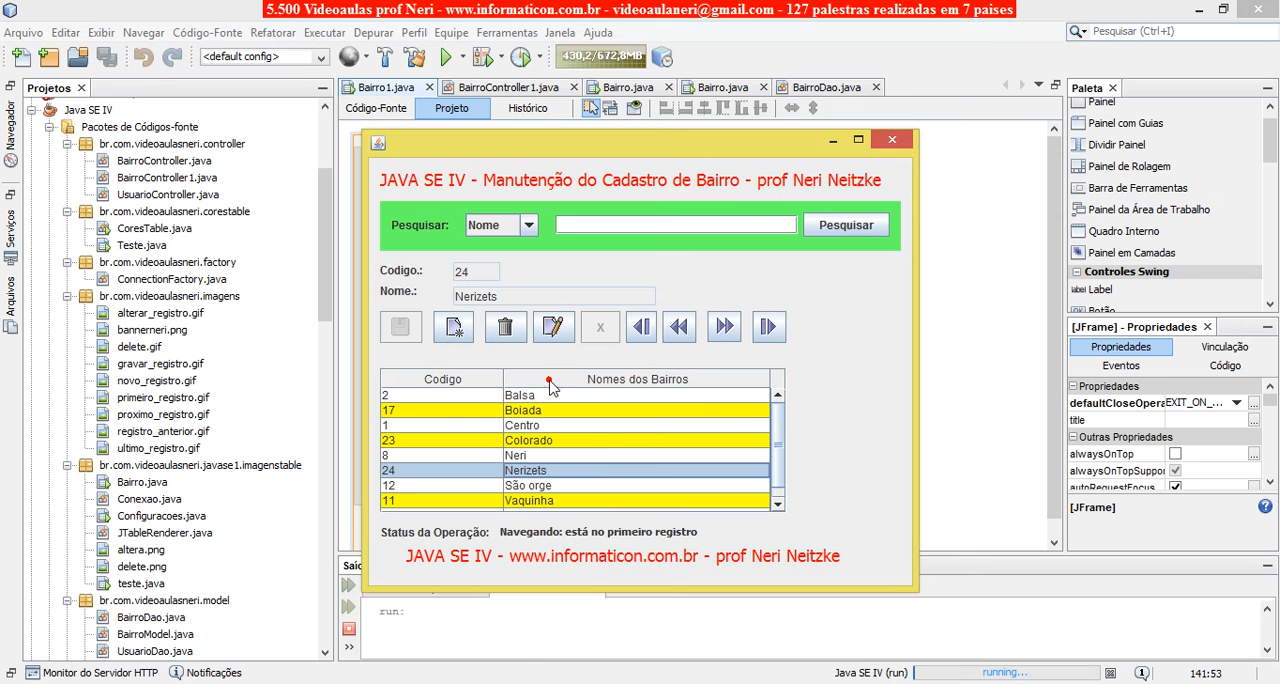 5.500 Videoaulas prof Neri - www.informaticon.com.br - videoaulaneri@gmail.com - 127 palestras realizadas em 7 paises
Arquivo Editar Exibir Navegar Código-Fonte Refatorar Executar Depurar Perfil Equipe Ferramentas Janela Ajuda
Pesquisar (Ctrl+I)
<default config>
430,2/672,8MB
Projetos
Bairro1.java BairroController1.java Bairro.java Bairro.java BairroDao.java
Paleta
Código-Fonte Projeto Histórico
Navegador
Serviços
Arquivos
Java SE IV
Pacotes de Códigos-fonte
br.com.videoaulasneri.controller
BairroController.java
BairroController1.java
UsuarioController.java
br.com.videoaulasneri.corestable
CoresTable.java
Teste.java
br.com.videoaulasneri.factory
ConnectionFactory.java
br.com.videoaulasneri.imagens
alterar_registro.gif
bannerneri.png
delete.gif
gravar_registro.gif
novo_registro.gif
primeiro_registro.gif
proximo_registro.gif
registro_anterior.gif
ultimo_registro.gif
br.com.videoaulasneri.javase1.imagenstable
Bairro.java
Conexao.java
Configuracoes.java
JTableRenderer.java
altera.png
delete.png
teste.java
br.com.videoaulasneri.model
BairroDao.java
BairroModel.java
UsuarioDao.java
JAVA SE IV - Manutenção do Cadastro de Bairro - prof Neri Neitzke
Pesquisar: Nome Pesquisar
Codigo.: 24
Nome.: Nerizets
x
Codigo Nomes dos Bairros
2 Balsa
17 Boiada
1 Centro
23 Colorado
8 Neri
24 Nerizets
12 São orge
11 Vaquinha
Status da Operação: Navegando: está no primeiro registro
JAVA SE IV - www.informaticon.com.br - prof Neri Neitzke
run:
Painel
Painel com Guias
Dividir Painel
Painel de Rolagem
Barra de Ferramentas
Painel da Área de Trabalho
Quadro Interno
Painel em Camadas
Controles Swing
Label
[JFrame] - Propriedades
Propriedades Vinculação
Eventos Código
Propriedades
defaultCloseOpera EXIT_ON_... ...
title ...
Outras Propriedades
alwaysOnTop ...
alwaysOnTopSuppor
autoRequestFocus
[JFrame]
Monitor do Servidor HTTP Notificações Java SE IV (run) running... 141:53